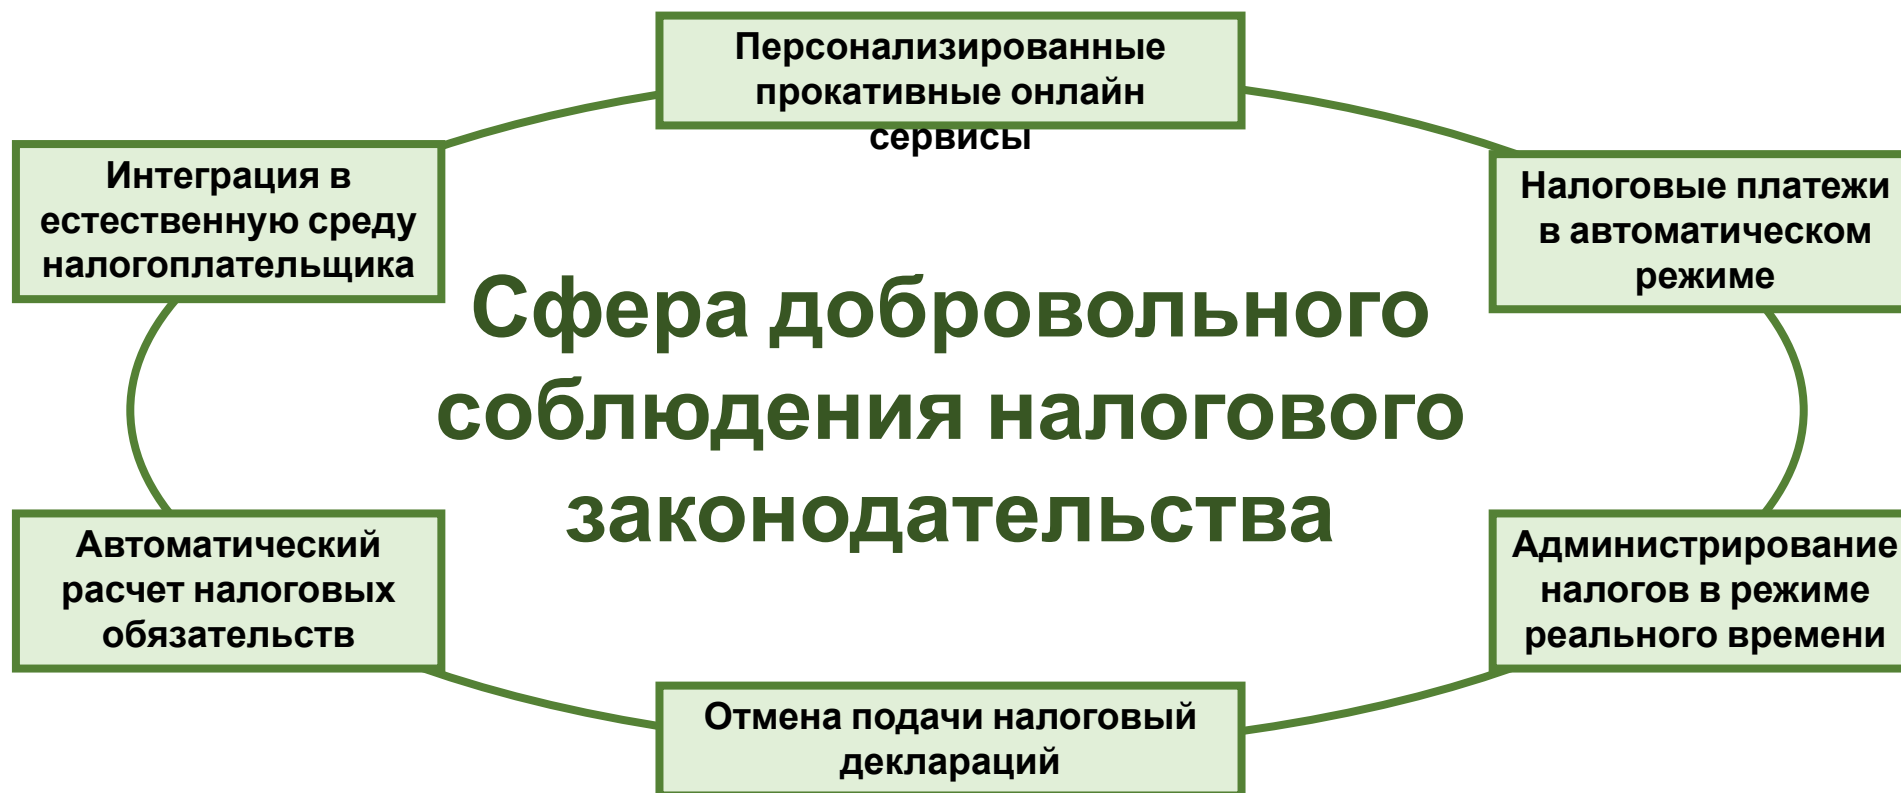 Персонализированные
прокативные онлайн
сервисы
Интеграция в
естественную среду
налогоплательщика
Налоговые платежи
в автоматическом
режиме
Сфера добровольного
соблюдения налогового
законодательства
Автоматический
расчет налоговых
обязательств
Администрирование
налогов в режиме
реального времени
Отмена подачи налоговый
деклараций